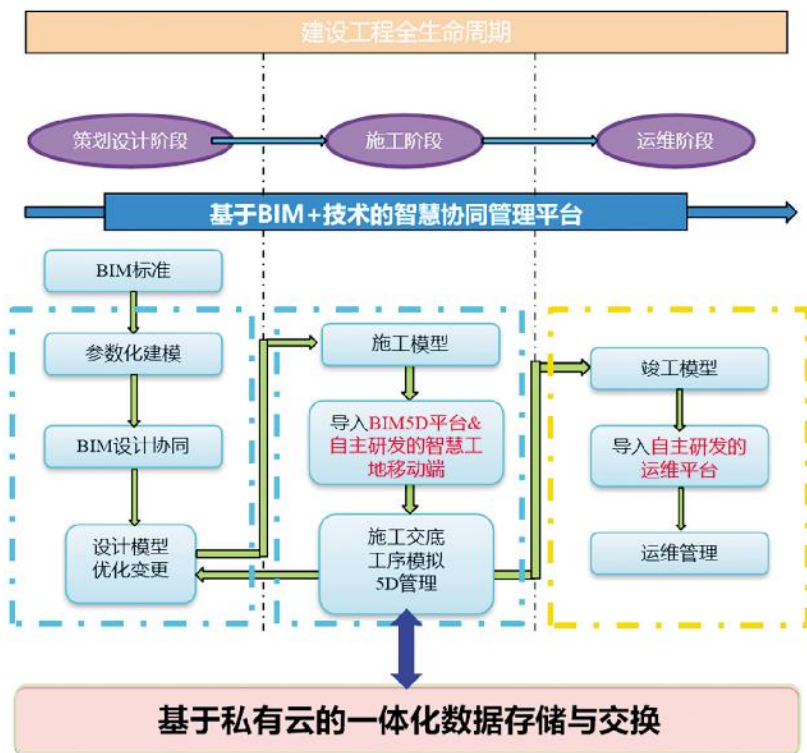 建设工程全生命周期
策划设计阶段
施工阶段
运维阶段
基于BIM+技术的智慧协同管理平台
BIM标准
参数化建模
BIM设计协同
设计模型
优化变更
施工模型
导入BIM5D平台&
自主研发的智慧工
地移动端
施工交底
工序模拟
5D管理
竣工模型
导入自主研发的
运维平台
运维管理
基于私有云的一体化数据存储与交换